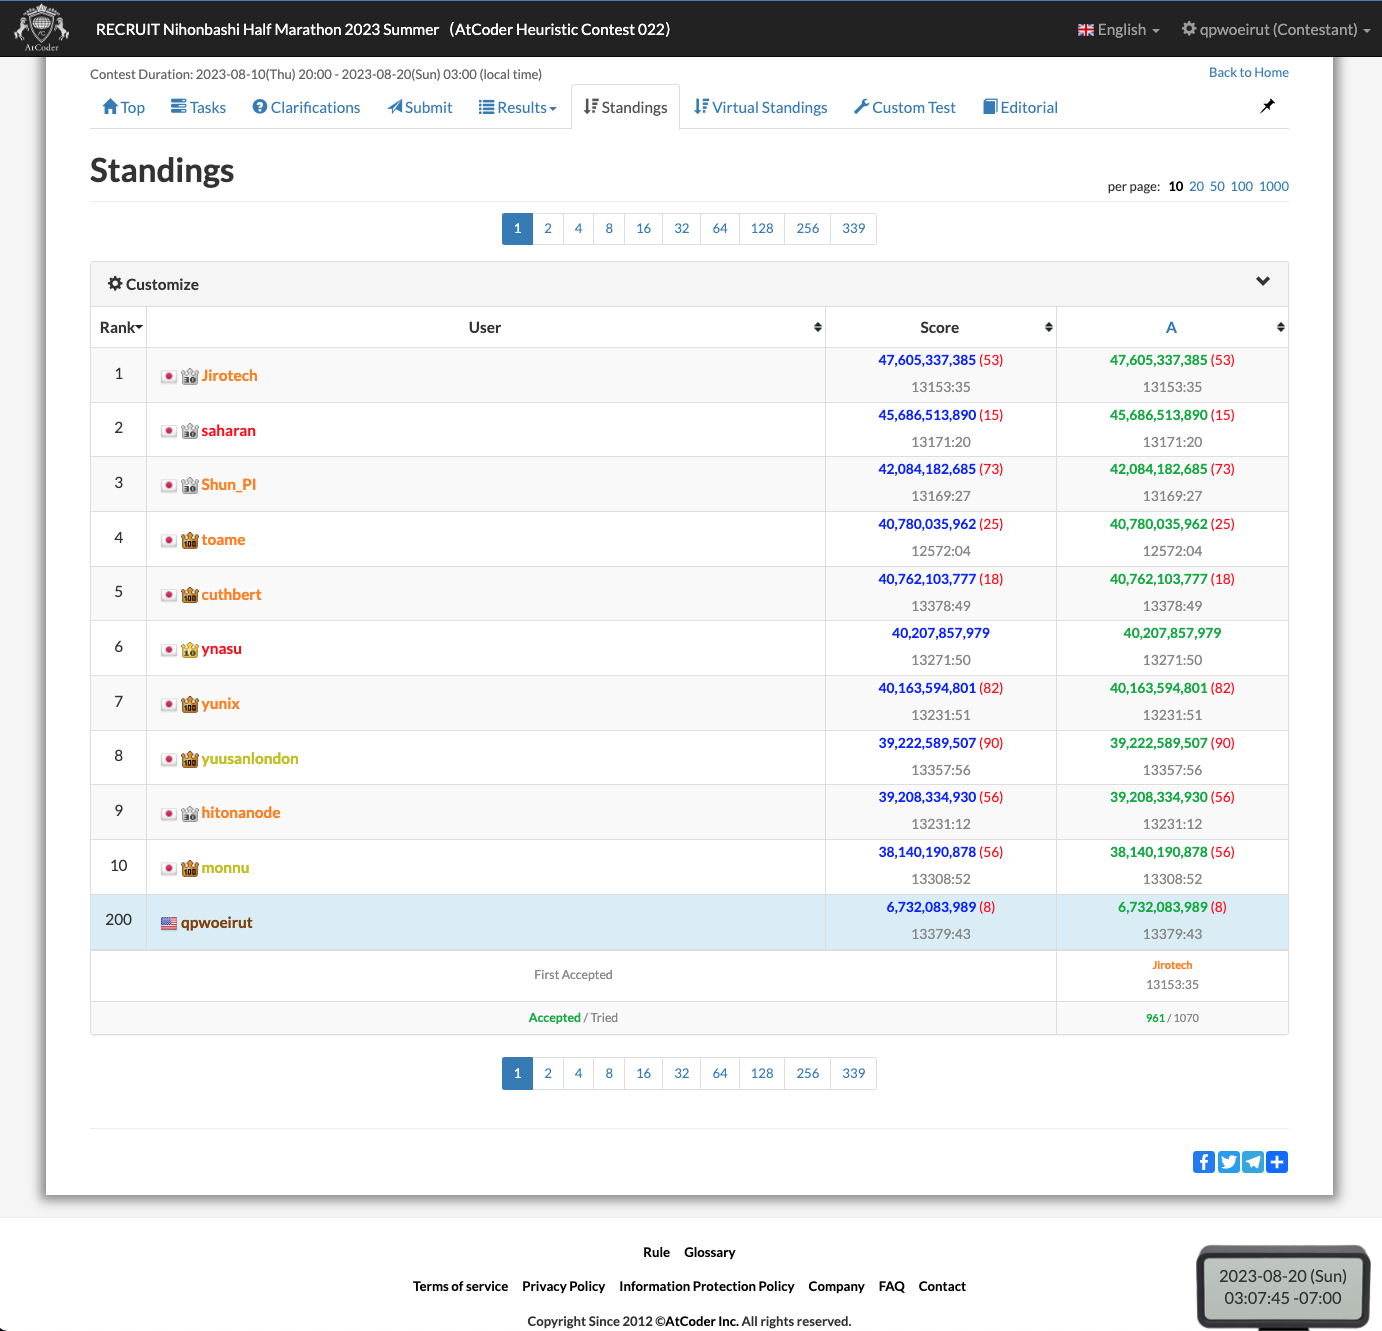 AtCoder
RECRUIT Nihonbashi Half Marathon 2023 Summer (AtCoder Heuristic Contest 022)
English
qpwoeirut (Contestant)
Contest Duration: 2023-08-10(Thu) 20:00 - 2023-08-20(Sun) 03:00 (local time)
Back to Home
Top Tasks Clarifications Submit Results Standings Virtual Standings Custom Test Editorial
Standings
per page: 10 20 50 100 1000
1 2 4 8 16 32 64 128 256 339
Customize
Rank User Score A
1 30 Jirotech 47,605,337,385 (53) 47,605,337,385 (53)
13153:35 13153:35
2 30 saharan 45,686,513,890 (15) 45,686,513,890 (15)
13171:20 13171:20
3 30 Shun_PI 42,084,182,685 (73) 42,084,182,685 (73)
13169:27 13169:27
4 100 toame 40,780,035,962 (25) 40,780,035,962 (25)
12572:04 12572:04
5 100 cuthbert 40,762,103,777 (18) 40,762,103,777 (18)
13378:49 13378:49
6 10 ynasu 40,207,857,979 40,207,857,979
13271:50 13271:50
7 100 yunix 40,163,594,801 (82) 40,163,594,801 (82)
13231:51 13231:51
8 100 yuusanlondon 39,222,589,507 (90) 39,222,589,507 (90)
13357:56 13357:56
9 30 hitonanode 39,208,334,930 (56) 39,208,334,930 (56)
13231:12 13231:12
10 100 monnu 38,140,190,878 (56) 38,140,190,878 (56)
13308:52 13308:52
200 qpwoeirut 6,732,083,989 (8) 6,732,083,989 (8)
13379:43 13379:43
First Accepted Jirotech
13153:35
Accepted / Tried 961 / 1070
1 2 4 8 16 32 64 128 256 339
Rule Glossary
Terms of service Privacy Policy Information Protection Policy Company FAQ Contact
Copyright Since 2012 ©AtCoder Inc. All rights reserved.
2023-08-20 (Sun)
03:07:45 -07:00